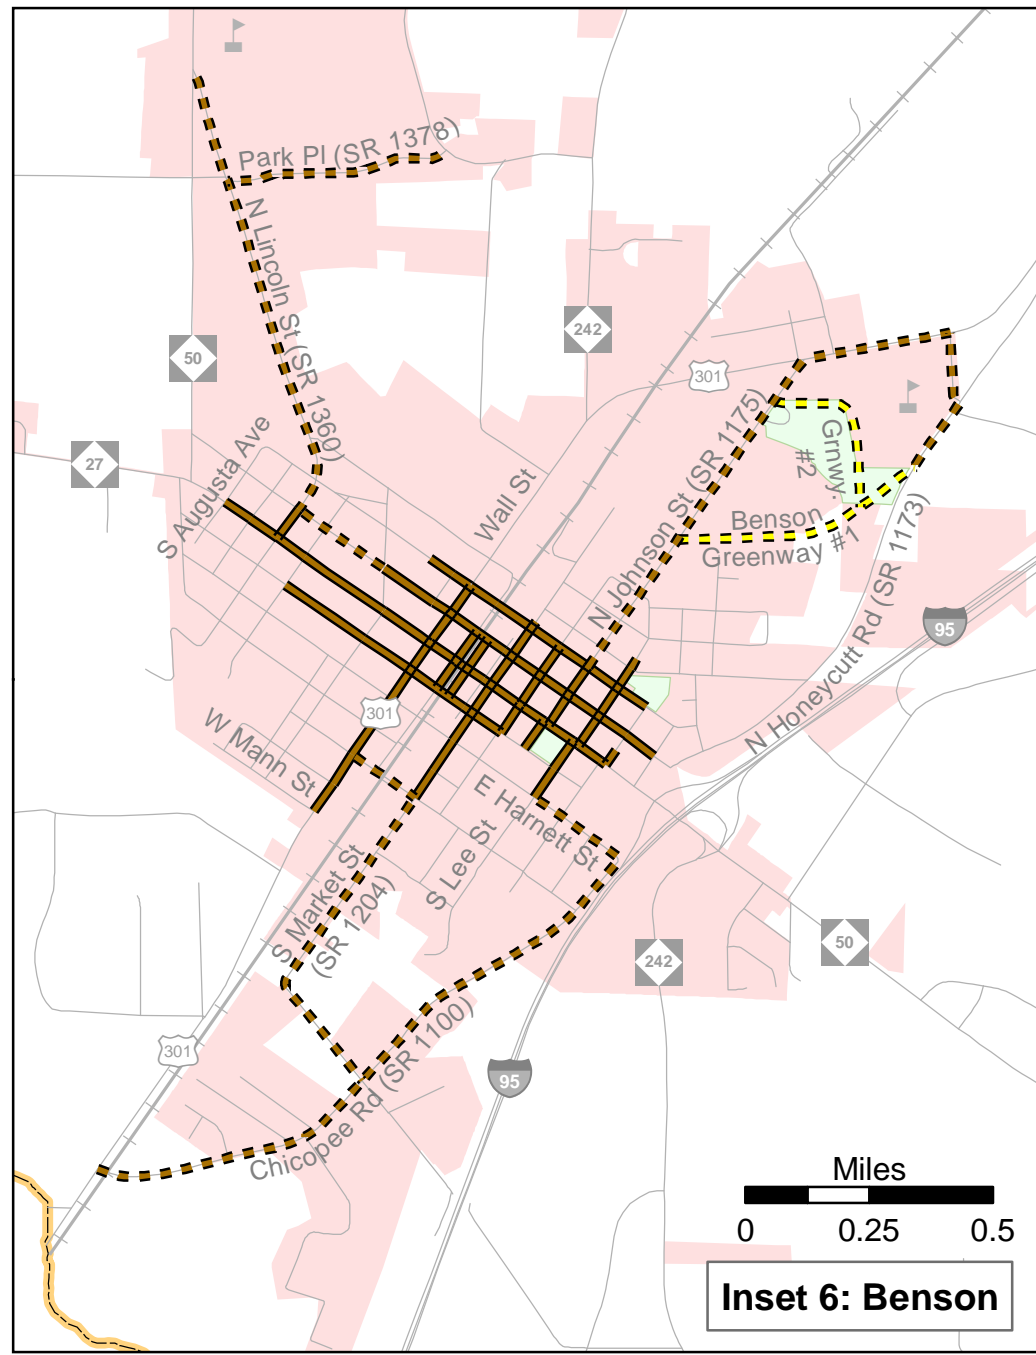 Park Pl (SR 1378)
N Lincoln St (SR 1360)
50
242
301
27
S Augusta Ave
Wall St
N Johnson St (SR 1175)
Grnwy.
#2
Benson
Greenway #1
N Honeycutt Rd (SR 1173)
95
301
W Mann St
E Harnett St
S Lee St
S Market St
(SR 1204)
242
50
301
95
Chicopee Rd (SR 1100)
Miles
0 0.25 0.5
Inset 6: Benson